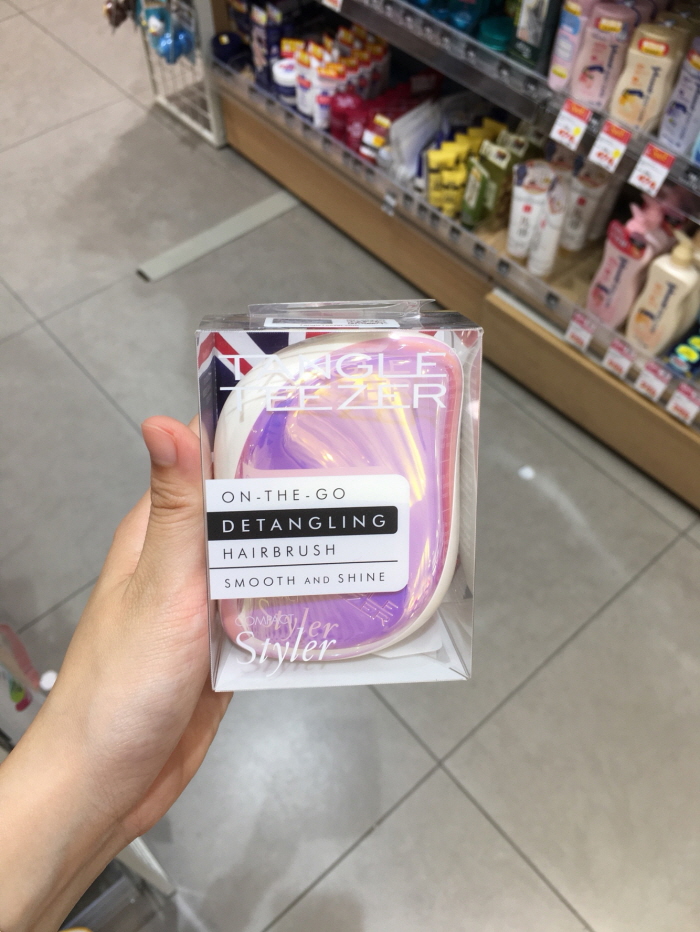 TANGLE
TEEZER
ON-THE-GO
DETANGLING
HAIRBRUSH
SMOOTH AND SHINE
COMPACT
Styler